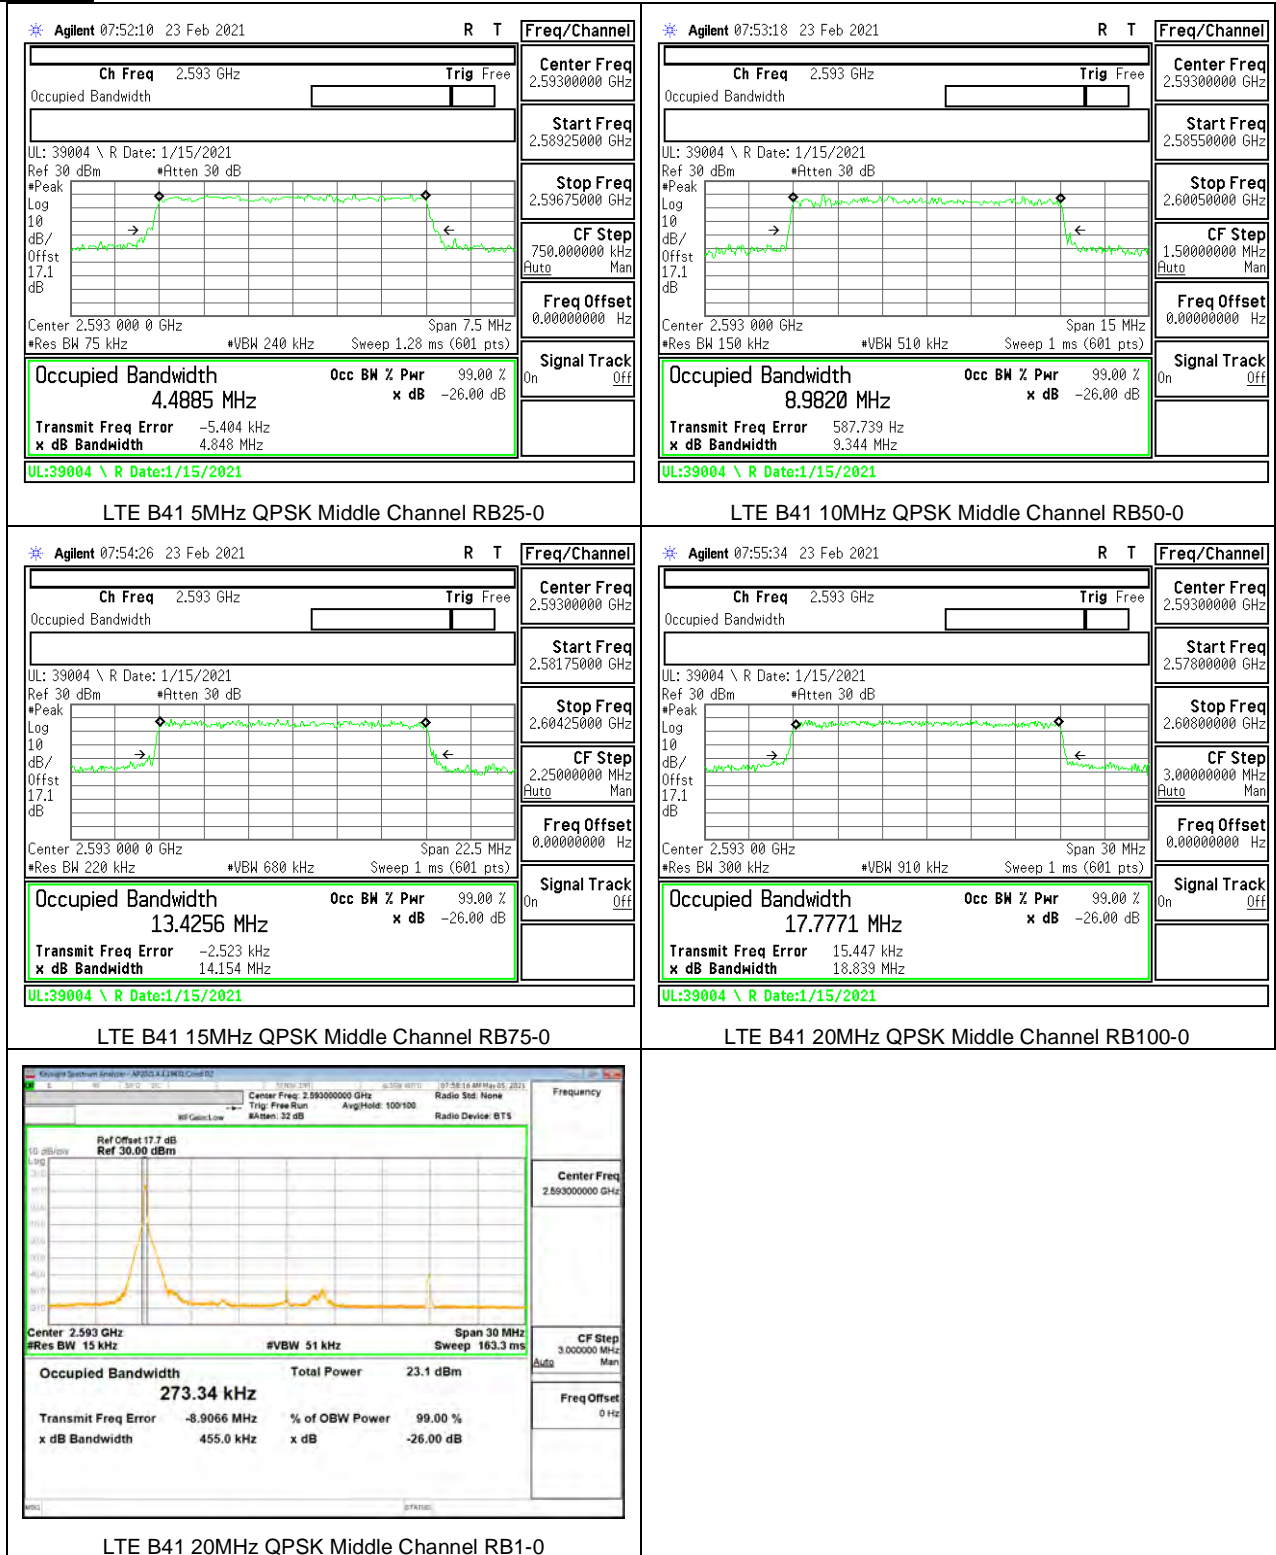 Agilent 07:52:10 23 Feb 2021 R T Freq/Channel
Ch Freq 2.593 GHz Trig Free
Occupied Bandwidth
Center Freq
2.59300000 GHz
Start Freq
2.58925000 GHz
UL: 39004 \ R Date: 1/15/2021
Ref 30 dBm #Atten 30 dB
#Peak
Log
10
dB/
Offst
17.1
dB
Stop Freq
2.59675000 GHz
CF Step
750.000000 kHz
Auto Man
Freq Offset
0.00000000 Hz
Center 2.593 000 0 GHz Span 7.5 MHz
#Res BW 75 kHz #VBW 240 kHz Sweep 1.28 ms (601 pts)
Signal Track
On Off
Occupied Bandwidth Occ BW % Pwr 99.00 %
4.4885 MHz x dB -26.00 dB
Transmit Freq Error -5.404 kHz
x dB Bandwidth 4.848 MHz
UL:39004 \ R Date:1/15/2021
LTE B41 5MHz QPSK Middle Channel RB25-0
Agilent 07:53:18 23 Feb 2021 R T Freq/Channel
Ch Freq 2.593 GHz Trig Free
Occupied Bandwidth
Center Freq
2.59300000 GHz
Start Freq
2.58550000 GHz
UL: 39004 \ R Date: 1/15/2021
Ref 30 dBm #Atten 30 dB
#Peak
Log
10
dB/
Offst
17.1
dB
Stop Freq
2.60050000 GHz
CF Step
1.50000000 MHz
Auto Man
Freq Offset
0.00000000 Hz
Center 2.593 000 GHz Span 15 MHz
#Res BW 150 kHz #VBW 510 kHz Sweep 1 ms (601 pts)
Signal Track
On Off
Occupied Bandwidth Occ BW % Pwr 99.00 %
8.9820 MHz x dB -26.00 dB
Transmit Freq Error 587.739 Hz
x dB Bandwidth 9.344 MHz
UL:39004 \ R Date:1/15/2021
LTE B41 10MHz QPSK Middle Channel RB50-0
Agilent 07:54:26 23 Feb 2021 R T Freq/Channel
Ch Freq 2.593 GHz Trig Free
Occupied Bandwidth
Center Freq
2.59300000 GHz
Start Freq
2.58175000 GHz
UL: 39004 \ R Date: 1/15/2021
Ref 30 dBm #Atten 30 dB
#Peak
Log
10
dB/
Offst
17.1
dB
Stop Freq
2.60425000 GHz
CF Step
2.25000000 MHz
Auto Man
Freq Offset
0.00000000 Hz
Center 2.593 000 0 GHz Span 22.5 MHz
#Res BW 220 kHz #VBW 680 kHz Sweep 1 ms (601 pts)
Signal Track
On Off
Occupied Bandwidth Occ BW % Pwr 99.00 %
13.4256 MHz x dB -26.00 dB
Transmit Freq Error -2.523 kHz
x dB Bandwidth 14.154 MHz
UL:39004 \ R Date:1/15/2021
LTE B41 15MHz QPSK Middle Channel RB75-0
Agilent 07:55:34 23 Feb 2021 R T Freq/Channel
Ch Freq 2.593 GHz Trig Free
Occupied Bandwidth
Center Freq
2.59300000 GHz
Start Freq
2.57800000 GHz
UL: 39004 \ R Date: 1/15/2021
Ref 30 dBm #Atten 30 dB
#Peak
Log
10
dB/
Offst
17.1
dB
Stop Freq
2.60800000 GHz
CF Step
3.00000000 MHz
Auto Man
Freq Offset
0.00000000 Hz
Center 2.593 00 GHz Span 30 MHz
#Res BW 300 kHz #VBW 910 kHz Sweep 1 ms (601 pts)
Signal Track
On Off
Occupied Bandwidth Occ BW % Pwr 99.00 %
17.7771 MHz x dB -26.00 dB
Transmit Freq Error 15.447 kHz
x dB Bandwidth 18.839 MHz
UL:39004 \ R Date:1/15/2021
LTE B41 20MHz QPSK Middle Channel RB100-0
Center Freq: 2.593000000 GHz Radio Std: None
Trig: Free Run Avg|Hold: 100/100
#IFGain:Low #Atten: 32 dB Radio Device: BTS
Frequency
Ref Offset 17.7 dB
10 dB/div Ref 30.00 dBm
Log
Center Freq
2.593000000 GHz
Center 2.593 GHz Span 30 MHz
#Res BW 15 kHz #VBW 51 kHz Sweep 163.3 ms
CF Step
3.000000 MHz
Auto Man
Occupied Bandwidth Total Power 23.1 dBm
273.34 kHz
Freq Offset
0 Hz
Transmit Freq Error -8.9066 MHz % of OBW Power 99.00 %
x dB Bandwidth 455.0 kHz x dB -26.00 dB
MSG STATUS
LTE B41 20MHz QPSK Middle Channel RB1-0